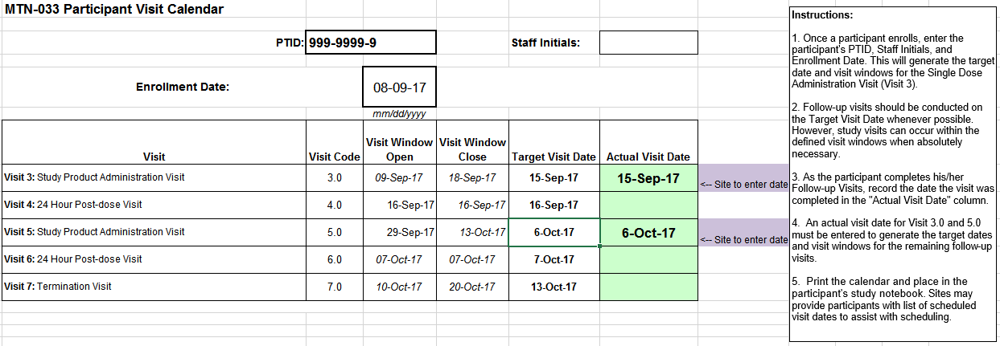 MTN-033 Participant Visit Calendar
PTID: 999-9999-9 Staff Initials:
Enrollment Date: 08-09-17
mm/dd/yyyy
Visit Visit Code Visit Window Open Visit Window Close Target Visit Date Actual Visit Date
Visit 3: Study Product Administration Visit 3.0 09-Sep-17 18-Sep-17 15-Sep-17 15-Sep-17 <-- Site to enter date
Visit 4: 24 Hour Post-dose Visit 4.0 16-Sep-17 16-Sep-17 16-Sep-17
Visit 5: Study Product Administration Visit 5.0 29-Sep-17 13-Oct-17 6-Oct-17 6-Oct-17 <-- Site to enter date
Visit 6: 24 Hour Post-dose Visit 6.0 07-Oct-17 07-Oct-17 7-Oct-17
Visit 7: Termination Visit 7.0 10-Oct-17 20-Oct-17 13-Oct-17
Instructions:
1. Once a participant enrolls, enter the
participant's PTID, Staff Initials, and
Enrollment Date. This will generate the target
date and visit windows for the Single Dose
Administration Visit (Visit 3).
2. Follow-up visits should be conducted on
the Target Visit Date whenever possible.
However, study visits can occur within the
defined visit windows when absolutely
necessary.
3. As the participant completes his/her
Follow-up Visits, record the date the visit was
completed in the "Actual Visit Date" column.
4. An actual visit date for Visit 3.0 and 5.0
must be entered to generate the target dates
and visit windows for the remaining follow-up
visits.
5. Print the calendar and place in the
participant's study notebook. Sites may
provide participants with list of scheduled
visit dates to assist with scheduling.